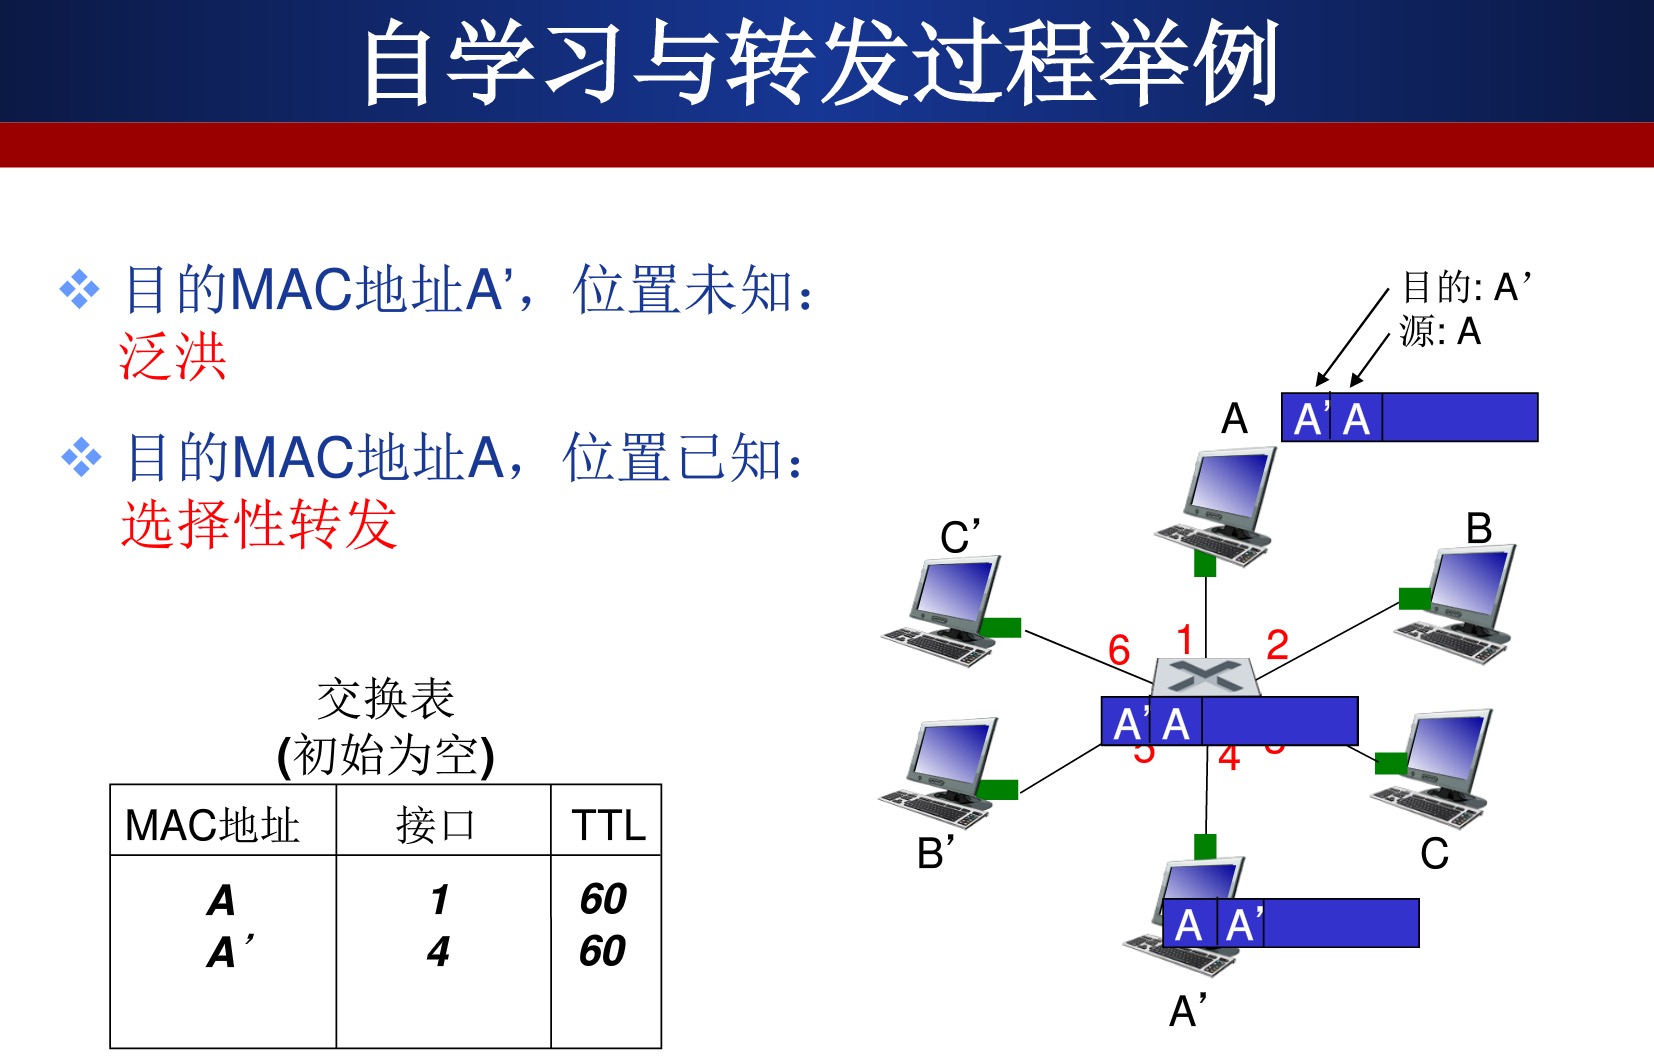 自学习与转发过程举例
目的MAC地址A’，位置未知：
泛洪
目的MAC地址A，位置已知：
选择性转发
交换表
(初始为空)
MAC地址 接口 TTL
A 1 60
A’ 4 60
目的: A’
源: A
A
A’ A
C’
B
6 1 2
A’ A
5 4 3
B’
C
A A’
A’